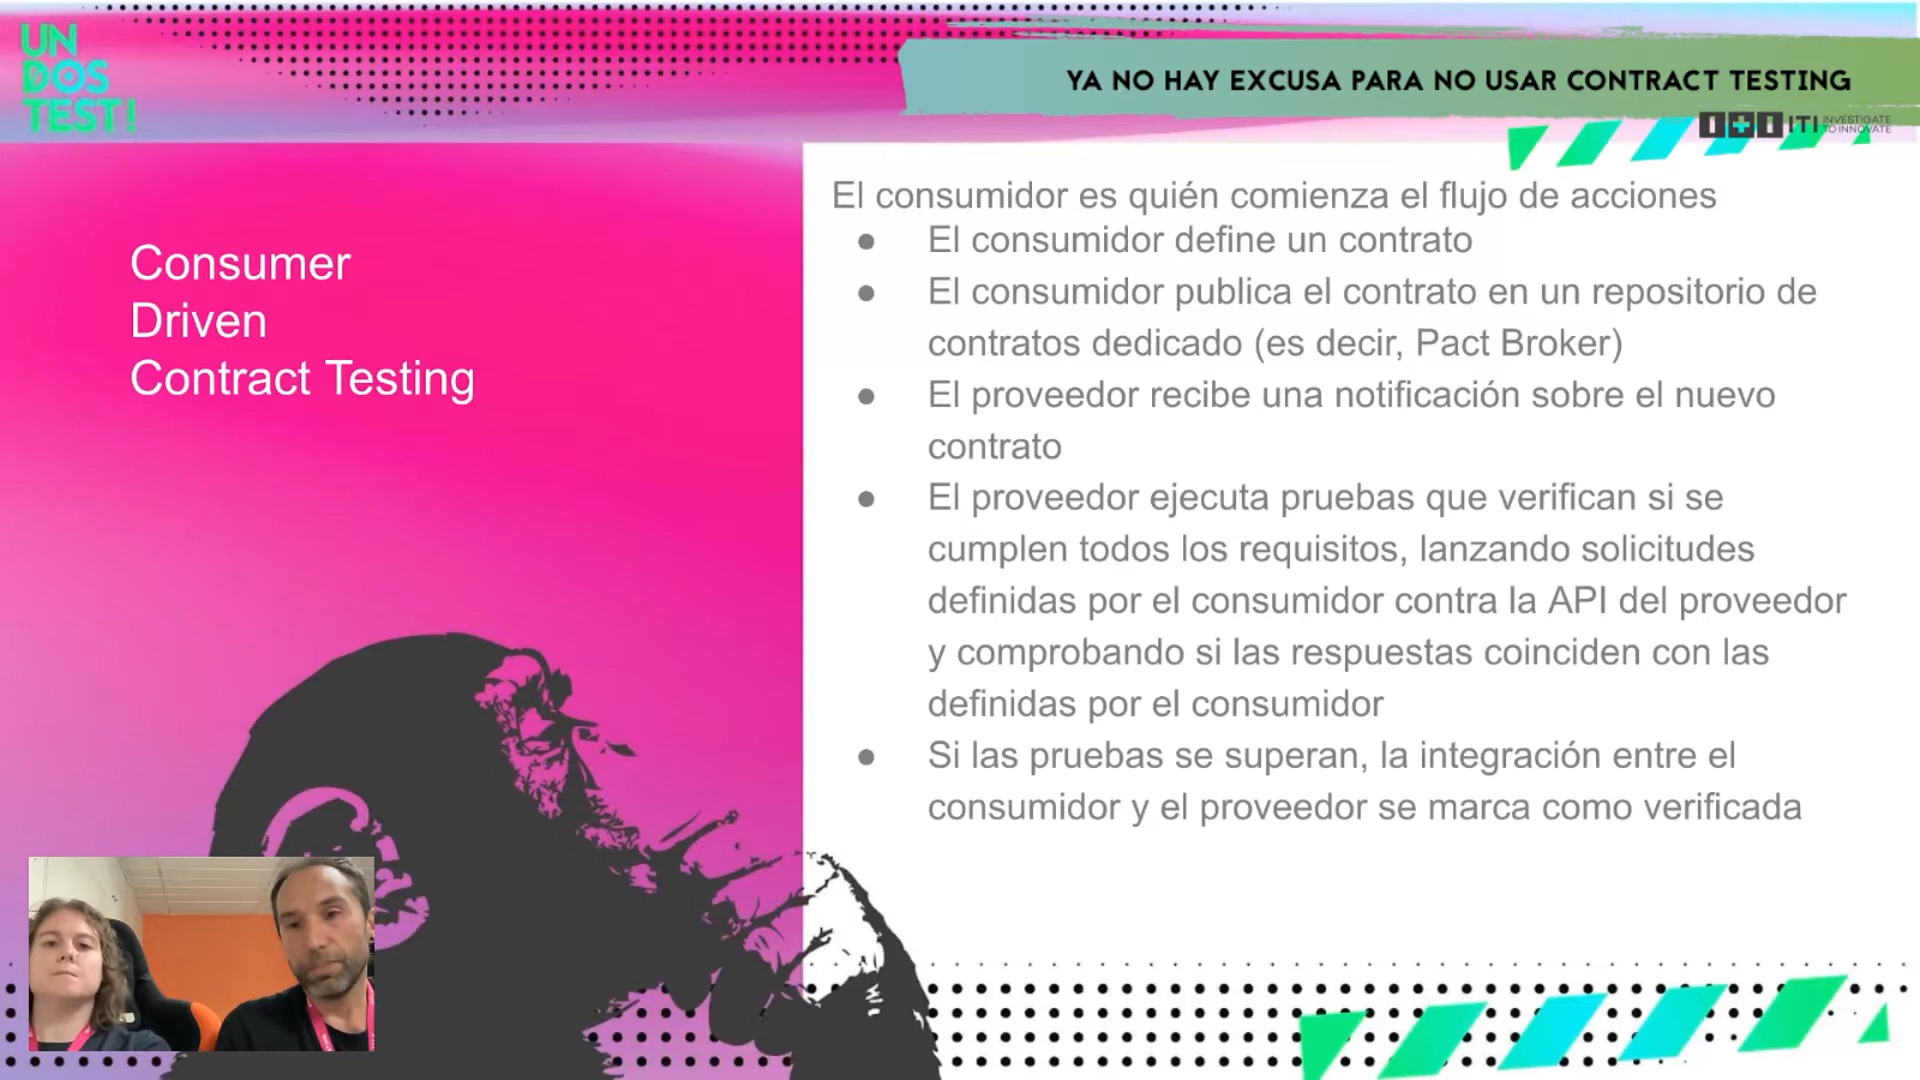 UN
DOS
TEST!
YA NO HAY EXCUSA PARA NO USAR CONTRACT TESTING
ITI INVESTIGATE
TO INNOVATE
Consumer
Driven
Contract Testing
El consumidor es quién comienza el flujo de acciones
● El consumidor define un contrato
● El consumidor publica el contrato en un repositorio de
contratos dedicado (es decir, Pact Broker)
● El proveedor recibe una notificación sobre el nuevo
contrato
● El proveedor ejecuta pruebas que verifican si se
cumplen todos los requisitos, lanzando solicitudes
definidas por el consumidor contra la API del proveedor
y comprobando si las respuestas coinciden con las
definidas por el consumidor
● Si las pruebas se superan, la integración entre el
consumidor y el proveedor se marca como verificada